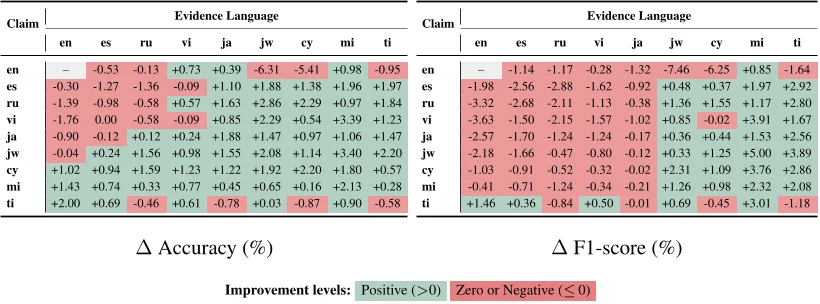 Claim Evidence Language
en es ru vi ja jw cy mi ti
en – -0.53 -0.13 +0.73 +0.39 -6.31 -5.41 +0.98 -0.95
es -0.30 -1.27 -1.36 -0.09 +1.10 +1.88 +1.38 +1.96 +1.97
ru -1.39 -0.98 -0.58 +0.57 +1.63 +2.86 +2.29 +0.97 +1.84
vi -1.76 0.00 -0.58 -0.09 +0.85 +2.29 +0.54 +3.39 +1.23
ja -0.90 -0.12 +0.12 +0.24 +1.88 +1.47 +0.97 +1.06 +1.47
jw -0.04 +0.24 +1.56 +0.98 +1.55 +2.08 +1.14 +3.40 +2.20
cy +1.02 +0.94 +1.59 +1.23 +1.22 +1.92 +2.20 +1.80 +0.57
mi +1.43 +0.74 +0.33 +0.77 +0.45 +0.65 +0.16 +2.13 +0.28
ti +2.00 +0.69 -0.46 +0.61 -0.78 +0.03 -0.87 +0.90 -0.58
Δ Accuracy (%)
Claim Evidence Language
en es ru vi ja jw cy mi ti
en – -1.14 -1.17 -0.28 -1.32 -7.46 -6.25 +0.85 -1.64
es -1.98 -2.56 -2.88 -1.62 -0.92 +0.48 +0.37 +1.97 +2.92
ru -3.32 -2.68 -2.11 -1.13 -0.38 +1.36 +1.55 +1.17 +2.80
vi -3.63 -1.50 -2.15 -1.57 -1.02 +0.85 -0.02 +3.91 +1.67
ja -2.57 -1.70 -1.24 -1.24 -0.17 +0.36 +0.44 +1.53 +2.56
jw -2.18 -1.66 -0.47 -0.80 -0.12 +0.33 +1.25 +5.00 +3.89
cy -1.03 -0.91 -0.52 -0.32 -0.02 +2.31 +1.09 +3.76 +2.86
mi -0.41 -0.71 -1.24 -0.34 -0.21 +1.26 +0.98 +2.32 +2.08
ti +1.46 +0.36 -0.84 +0.50 -0.01 +0.69 -0.45 +3.01 -1.18
Δ F1-score (%)
Improvement levels: Positive (>0) Zero or Negative (≤ 0)